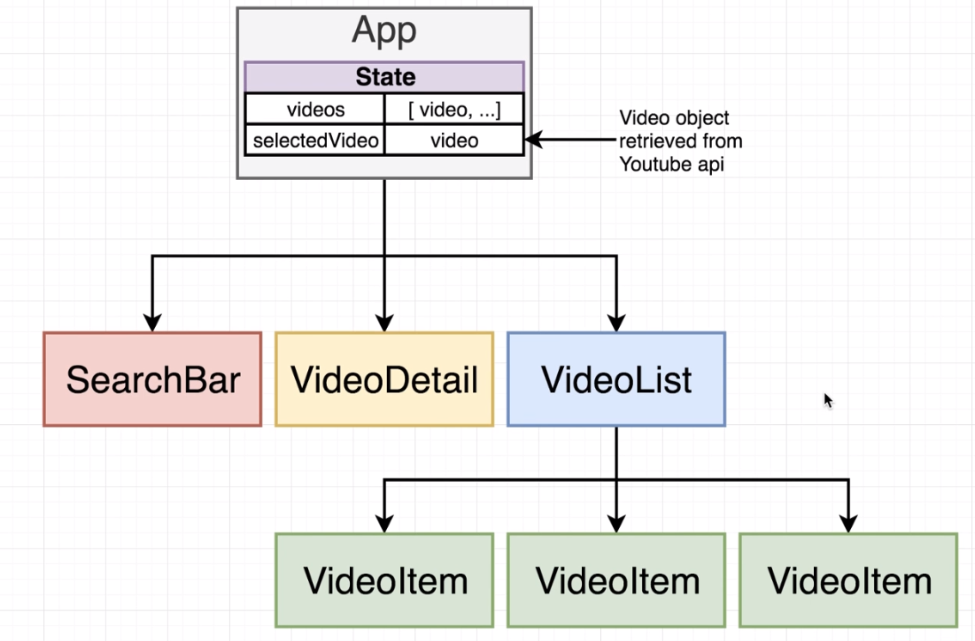 App
State
videos [ video, ...]
selectedVideo video
Video object
retrieved from
Youtube api
SearchBar VideoDetail VideoList
VideoItem VideoItem VideoItem